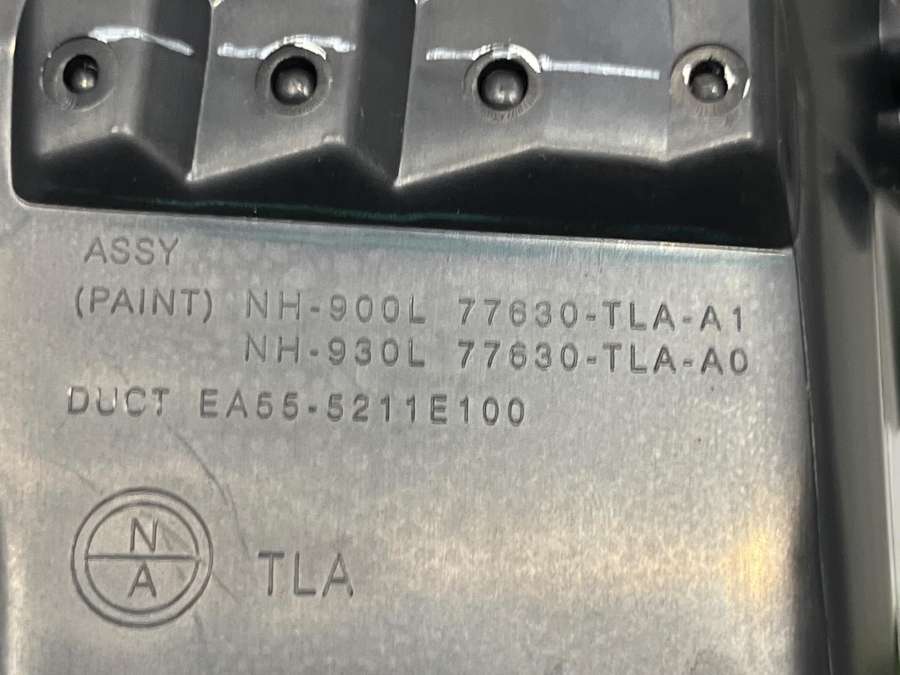 ASSY
(PAINT) NH-900L 77630-TLA-A1
NH-930L 77630-TLA-A0
DUCT EA55-5211E100
N
A
TLA